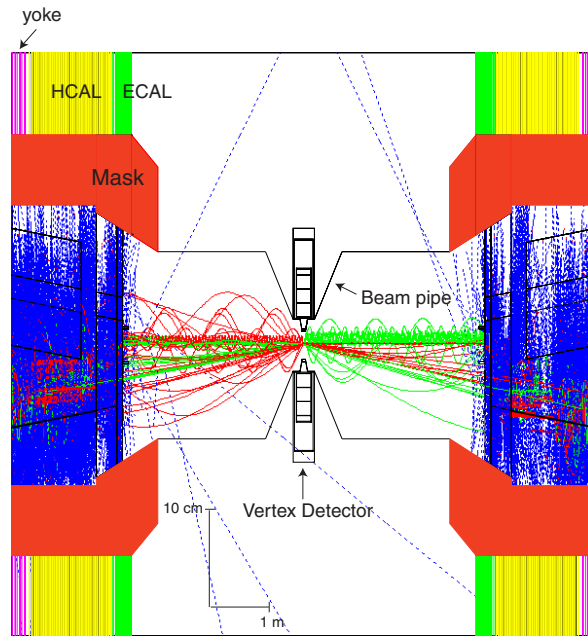 yoke
HCAL ECAL
Mask
Beam pipe
Vertex Detector
10 cm
1 m